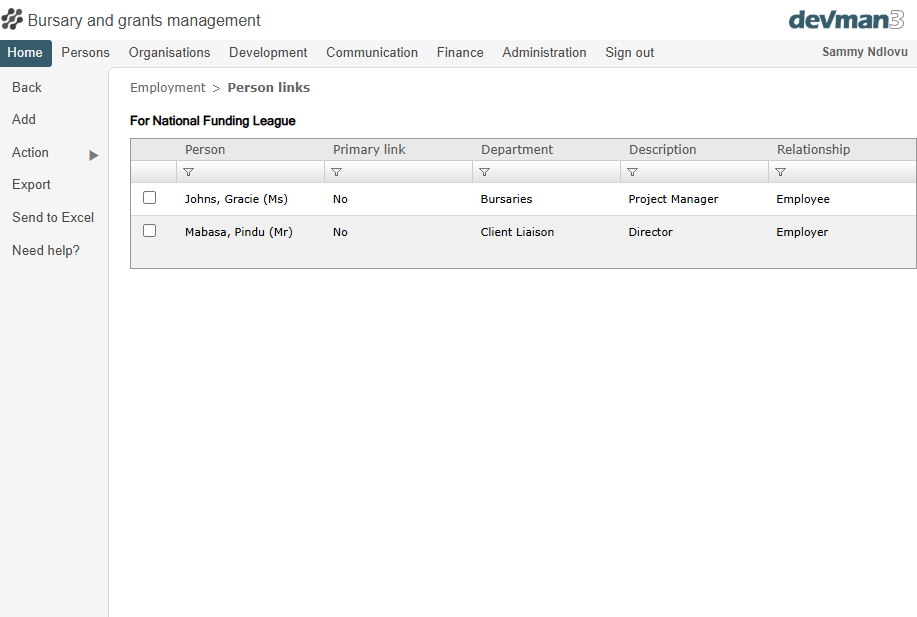 Bursary and grants management
devman3
Home Persons Organisations Development Communication Finance Administration Sign out Sammy Ndlovu
Back
Add
Action
Export
Send to Excel
Need help?
Employment > Person links
For National Funding League
Person Primary link Department Description Relationship
Johns, Gracie (Ms) No Bursaries Project Manager Employee
Mabasa, Pindu (Mr) No Client Liaison Director Employer